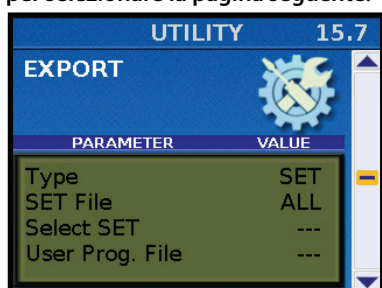 per selezionare la pagina seguente:
UTILITY 15.7
EXPORT
PARAMETER VALUE
Type SET
SET File ALL
Select SET ---
User Prog. File ---